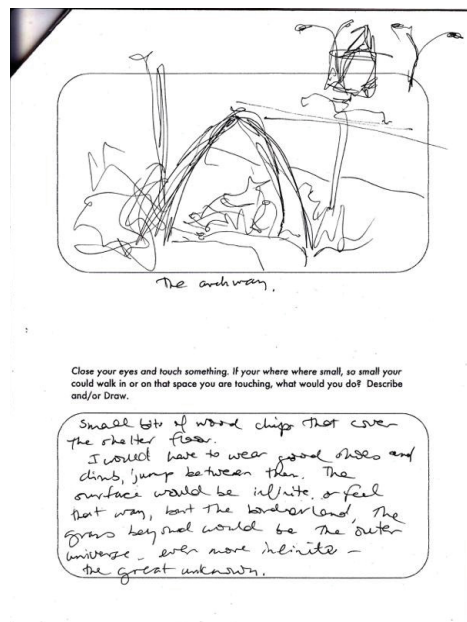 The archway.
Close your eyes and touch something. If your where where small, so small your
could walk in or on that space you are touching, what would you do? Describe
and/or Draw.
Small bits of wood chips that cover
the shelter floor.
I would have to wear good shoes and
climb, jump between them. The
surface would be infinite, or feel
that way, but the borderland, the
grass beyond would be the outer
universe - even more infinite -
the great unknown.